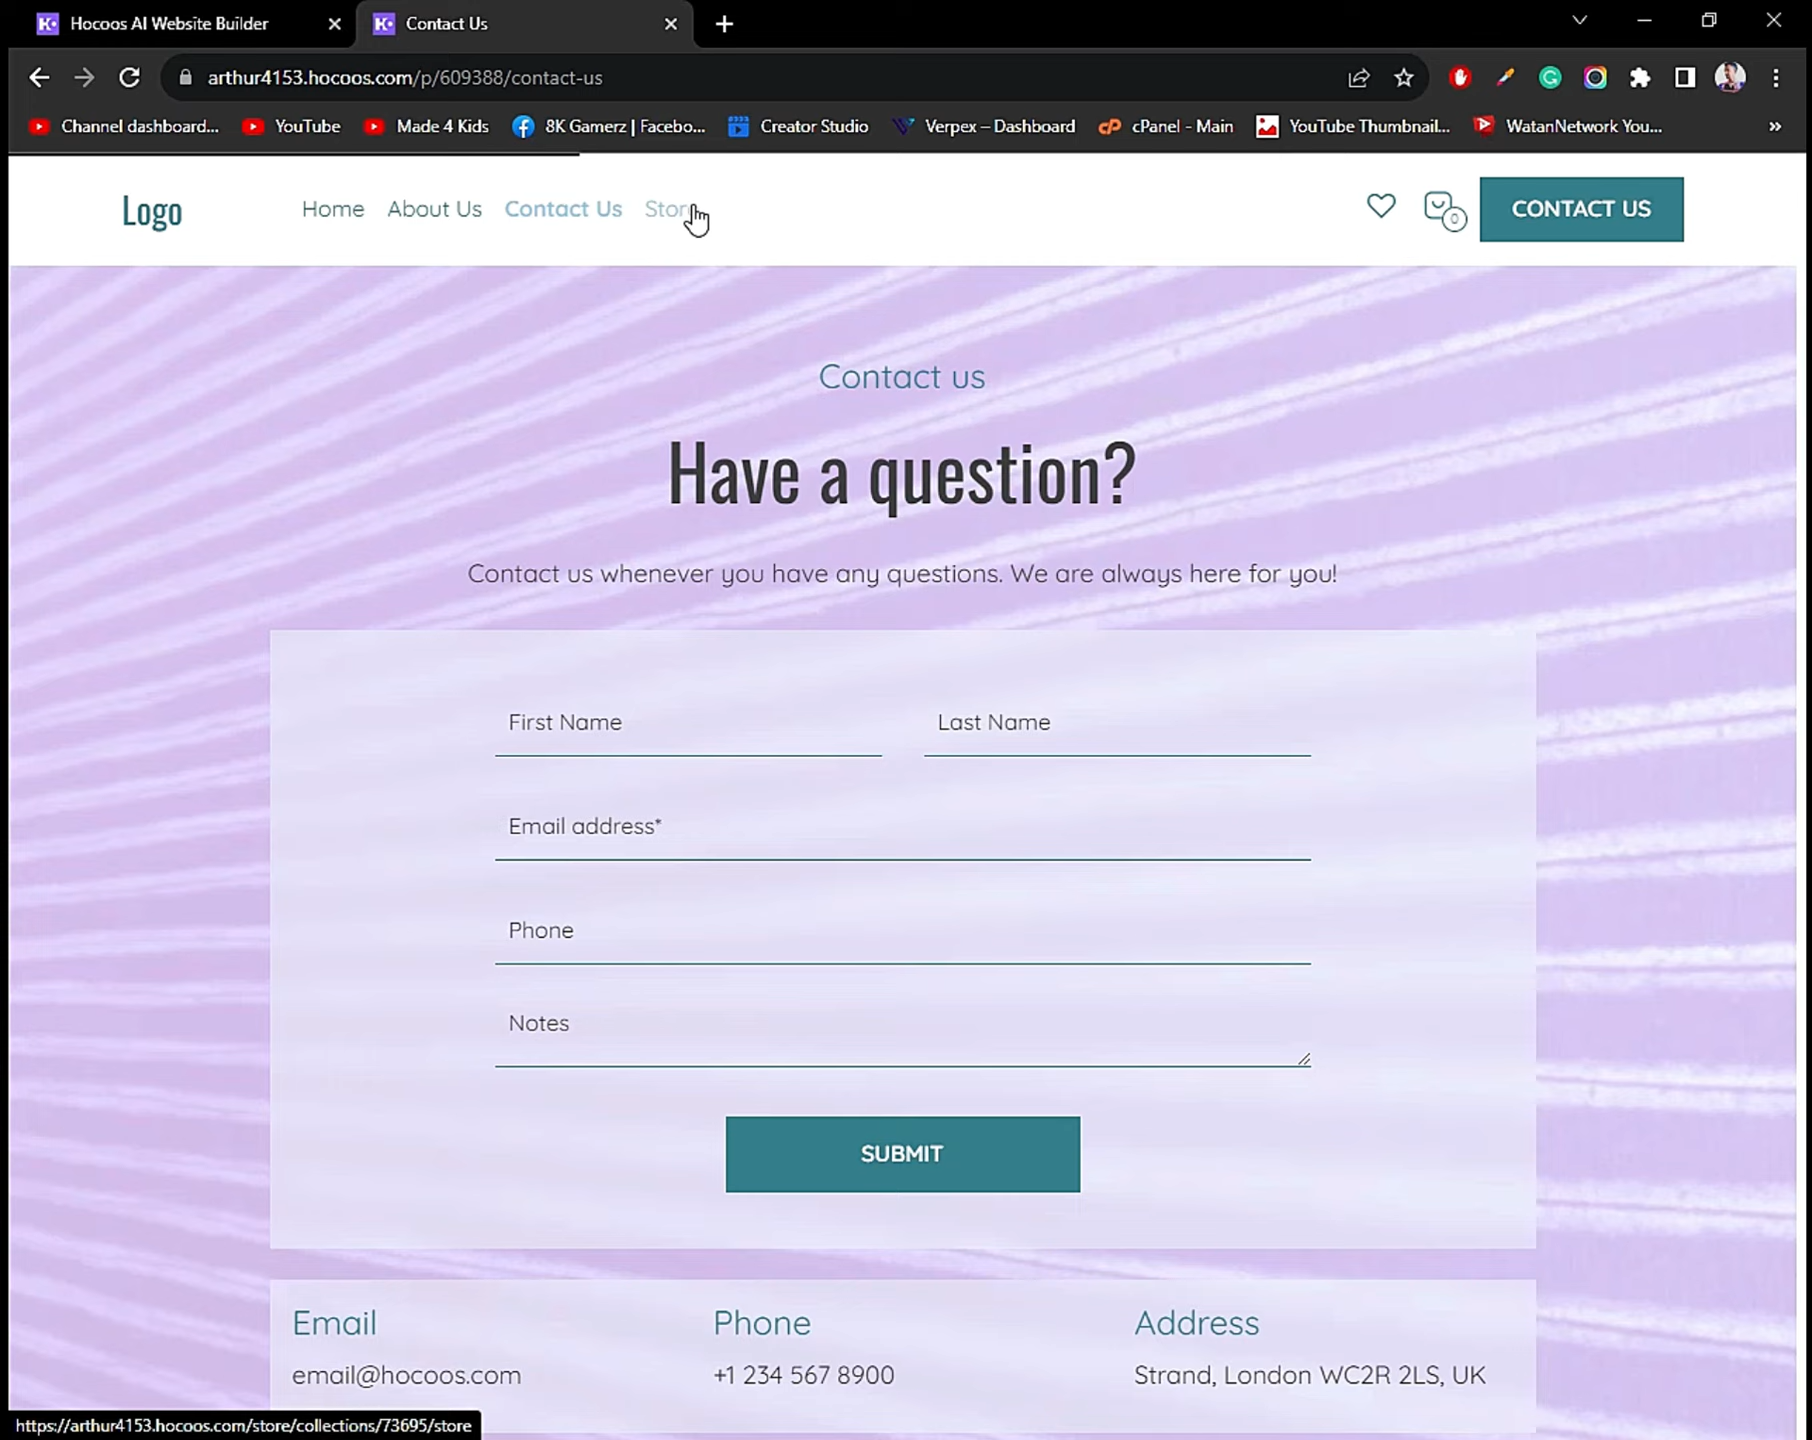 Hocoos AI Website Builder
Contact Us
arthur4153.hocoos.com/p/609388/contact-us
Channel dashboard... YouTube Made 4 Kids 8K Gamerz | Facebo... Creator Studio Verpex – Dashboard cPanel - Main YouTube Thumbnail... WatanNetwork You... »
Logo Home About Us Contact Us Stor 0 CONTACT US
Contact us
Have a question?
Contact us whenever you have any questions. We are always here for you!
First Name Last Name
Email address*
Phone
Notes
SUBMIT
Email Phone Address
email@hocoos.com +1 234 567 8900 Strand, London WC2R 2LS, UK
https://arthur4153.hocoos.com/store/collections/73695/store